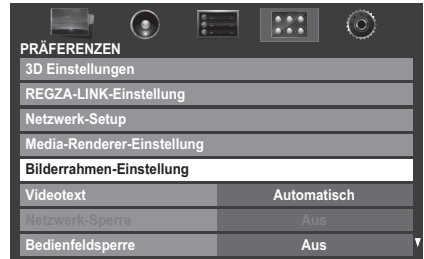 PRÄFERENZEN
3D Einstellungen
REGZA-LINK-Einstellung
Netzwerk-Setup
Media-Renderer-Einstellung
Bilderrahmen-Einstellung
Videotext Automatisch
Netzwerk-Sperre Aus
Bedienfeldsperre Aus